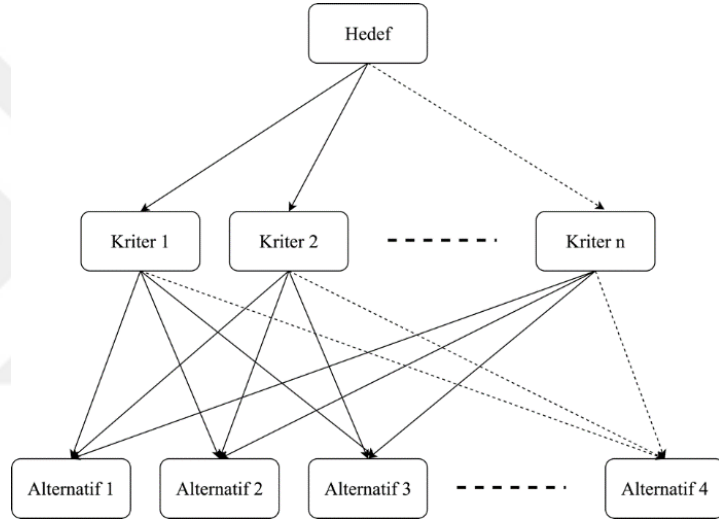 Hedef
Kriter 1
Kriter 2
Kriter n
Alternatif 1
Alternatif 2
Alternatif 3
Alternatif 4